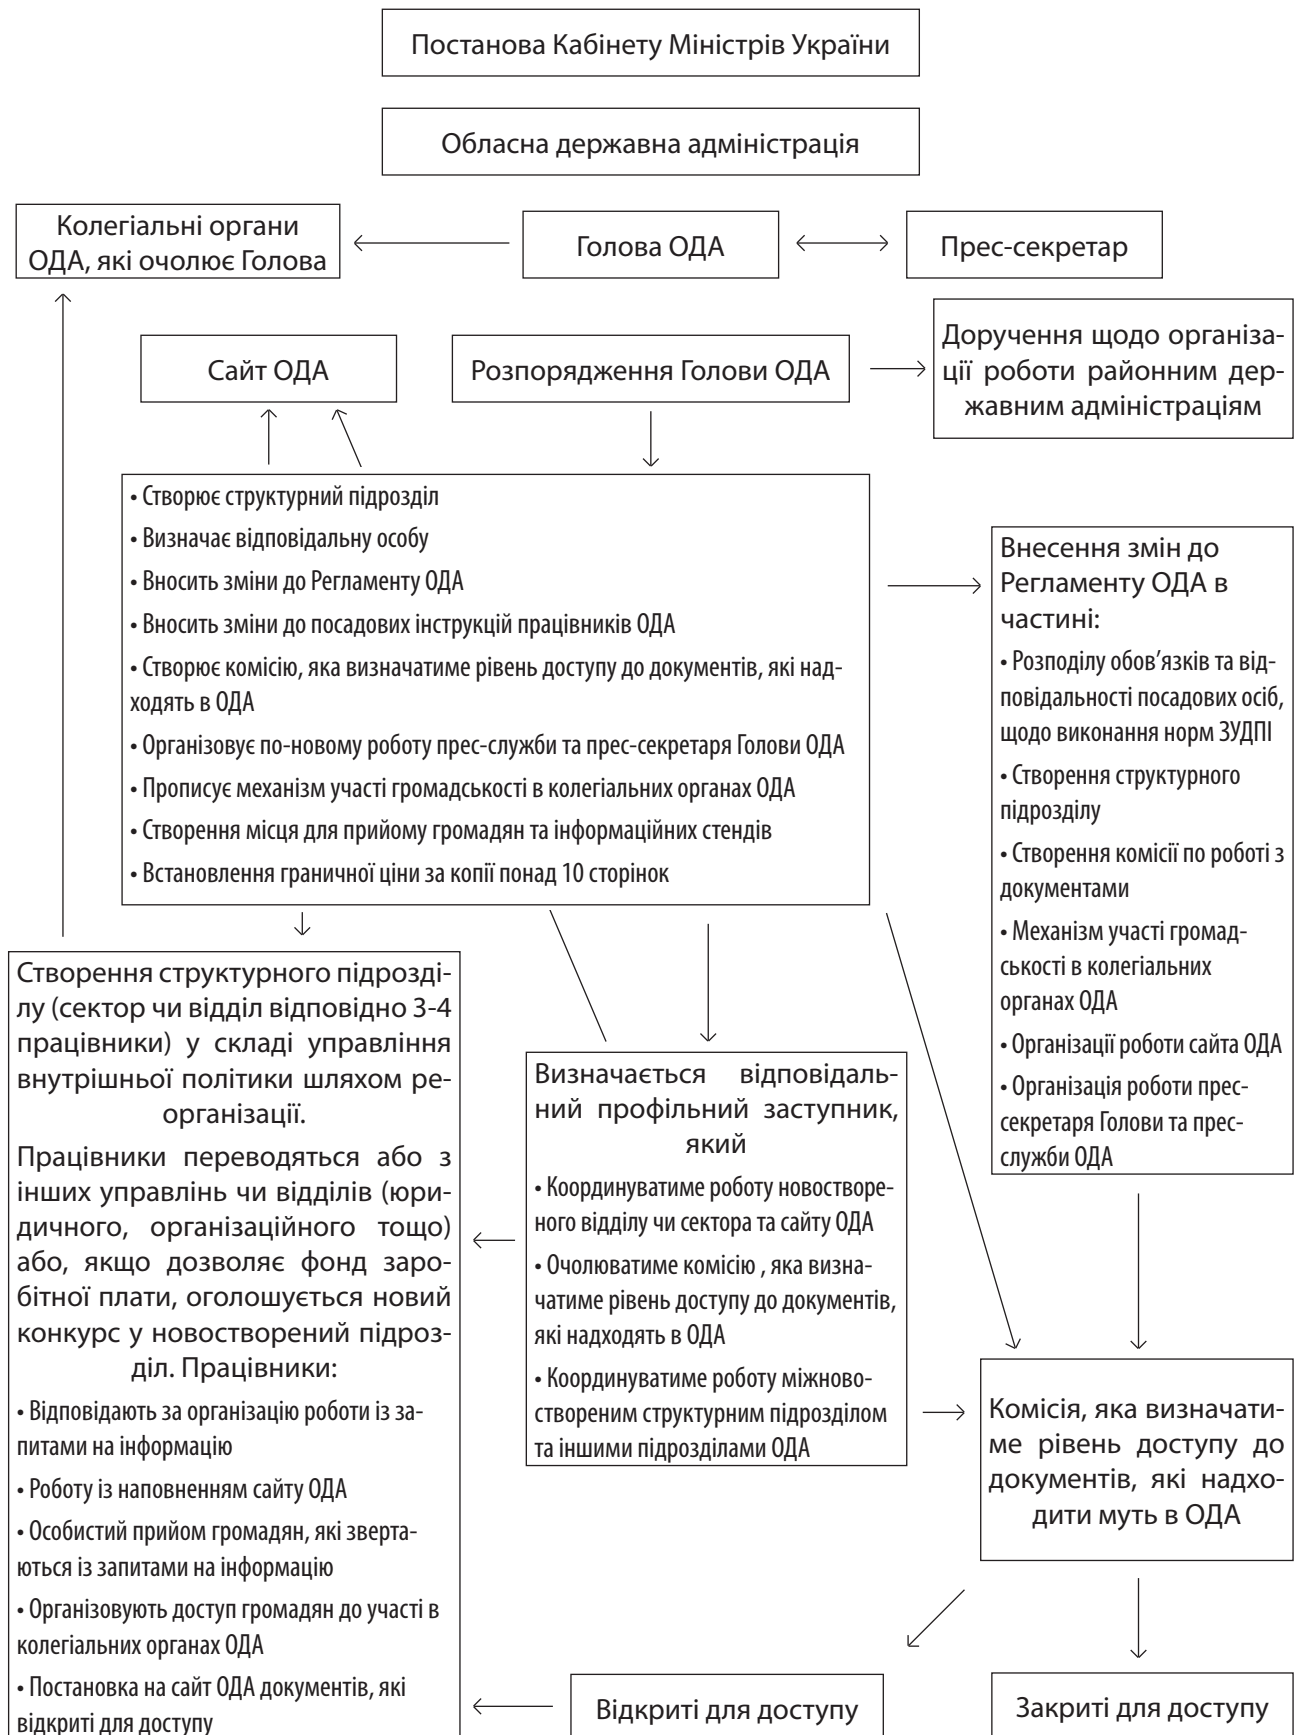 Постанова Кабінету Міністрів України
Обласна державна адміністрація
Колегіальні органи
ОДА, які очолює Голова
Голова ОДА
Прес-секретар
Сайт ОДА
Розпорядження Голови ОДА
Доручення щодо організа-
ції роботи районним дер-
жавним адміністраціям
• Створює структурний підрозділ
• Визначає відповідальну особу
• Вносить зміни до Регламенту ОДА
• Вносить зміни до посадових інструкцій працівників ОДА
• Створює комісію, яка визначатиме рівень доступу до документів, які над-
ходять в ОДА
• Організовує по-новому роботу прес-служби та прес-секретаря Голови ОДА
• Прописує механізм участі громадськості в колегіальних органах ОДА
• Створення місця для прийому громадян та інформаційних стендів
• Встановлення граничної ціни за копії понад 10 сторінок
Внесення змін до
Регламенту ОДА в
частині:
• Розподілу обов’язків та від-
повідальності посадових осіб,
щодо виконання норм ЗУДПІ
• Створення структурного
підрозділу
• Створення комісії по роботі з
документами
• Механізм участі громад-
ськості в колегіальних
органах ОДА
• Організації роботи сайта ОДА
• Організація роботи прес-
секретаря Голови та прес-
служби ОДА
Створення структурного підрозді-
лу (сектор чи відділ відповідно 3-4
працівники) у складі управління
внутрішньої політики шляхом ре-
організації.
Працівники переводяться або з
інших управлінь чи відділів (юри-
дичного, організаційного тощо)
або, якщо дозволяє фонд заро-
бітної плати, оголошується новий
конкурс у новостворений підроз-
діл. Працівники:
• Відповідають за організацію роботи із за-
питами на інформацію
• Роботу із наповненням сайту ОДА
• Особистий прийом громадян, які зверта-
ються із запитами на інформацію
• Організовують доступ громадян до участі в
колегіальних органах ОДА
• Постановка на сайт ОДА документів, які
відкриті для доступу
Визначається відповідаль-
ний профільний заступник,
який
• Координуватиме роботу новостворе-
ного відділу чи сектора та сайту ОДА
• Очолюватиме комісію , яка визна-
чатиме рівень доступу до документів,
які надходять в ОДА
• Координуватиме роботу міжново-
створеним структурним підрозділом
та іншими підрозділами ОДА
Комісія, яка визначати-
ме рівень доступу до
документів, які надхо-
дити муть в ОДА
Відкриті для доступу
Закриті для доступу